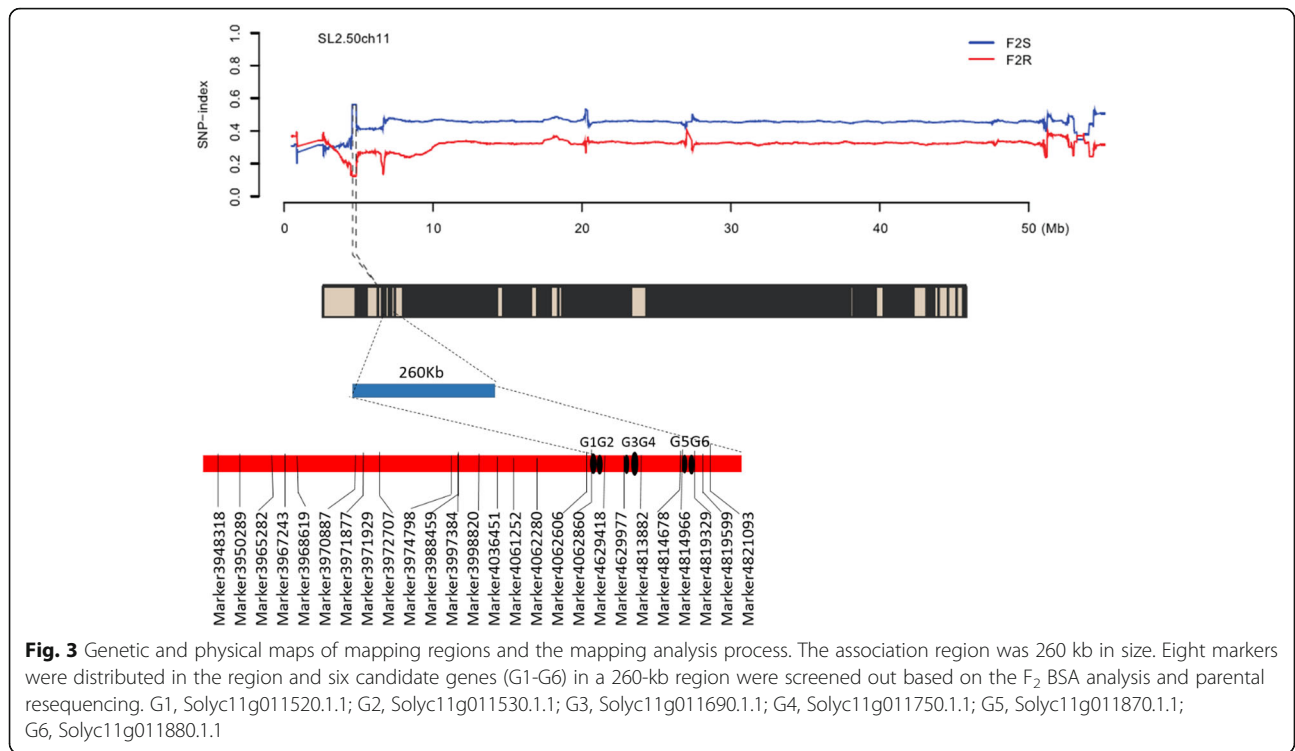 SL2.50ch11
F2S
F2R
SNP-index
1.0
0.8
0.6
0.4
0.2
0.0
0 10 20 30 40 50 (Mb)
260Kb
G1G2 G3G4 G5G6
Marker3948318
Marker3950289
Marker3965282
Marker3967243
Marker3968619
Marker3970887
Marker3971877
Marker3971929
Marker3972707
Marker3974798
Marker3988459
Marker3997384
Marker3998820
Marker4036451
Marker4061252
Marker4062280
Marker4062606
Marker4062860
Marker4629418
Marker4629977
Marker4813882
Marker4814678
Marker4814966
Marker4819329
Marker4819599
Marker4821093
Fig. 3 Genetic and physical maps of mapping regions and the mapping analysis process. The association region was 260 kb in size. Eight markers
were distributed in the region and six candidate genes (G1-G6) in a 260-kb region were screened out based on the F2 BSA analysis and parental
resequencing. G1, Solyc11g011520.1.1; G2, Solyc11g011530.1.1; G3, Solyc11g011690.1.1; G4, Solyc11g011750.1.1; G5, Solyc11g011870.1.1;
G6, Solyc11g011880.1.1